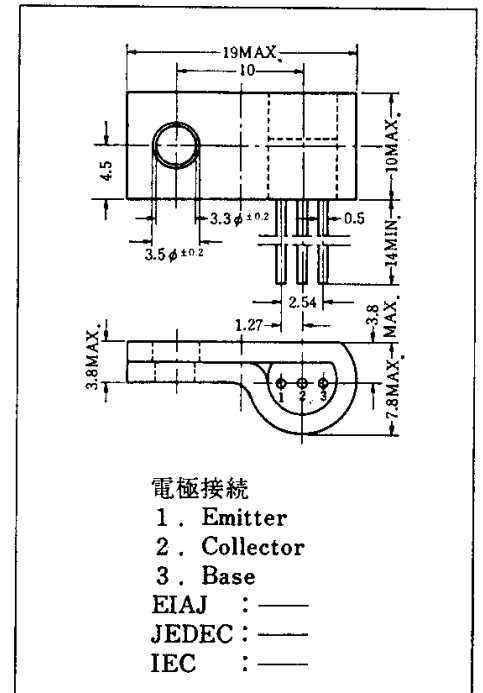 19MAX.
10
4.5
10MAX.
3.3φ±0.2
0.5
3.5φ±0.2
14MIN.
2.54
1.27
3.8
MAX.
3.8MAX.
7.8MAX.
1 2 3
電極接続
1. Emitter
2. Collector
3. Base
EIAJ : ——
JEDEC : ——
IEC : ——